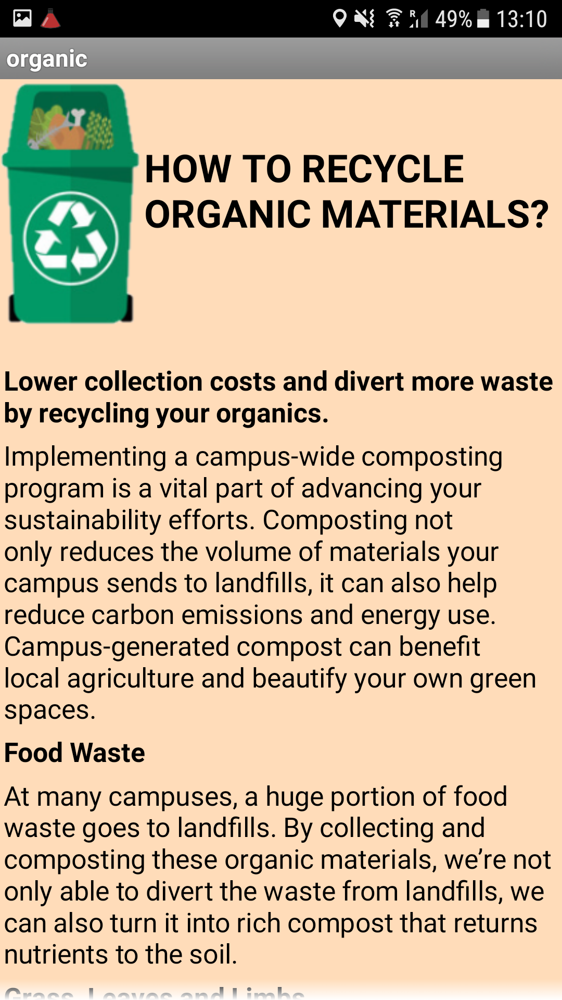 R 49% 13:10
organic
HOW TO RECYCLE
ORGANIC MATERIALS?
Lower collection costs and divert more waste
by recycling your organics.
Implementing a campus-wide composting
program is a vital part of advancing your
sustainability efforts. Composting not
only reduces the volume of materials your
campus sends to landfills, it can also help
reduce carbon emissions and energy use.
Campus-generated compost can benefit
local agriculture and beautify your own green
spaces.
Food Waste
At many campuses, a huge portion of food
waste goes to landfills. By collecting and
composting these organic materials, we’re not
only able to divert the waste from landfills, we
can also turn it into rich compost that returns
nutrients to the soil.
Grass, Leaves and Limbs